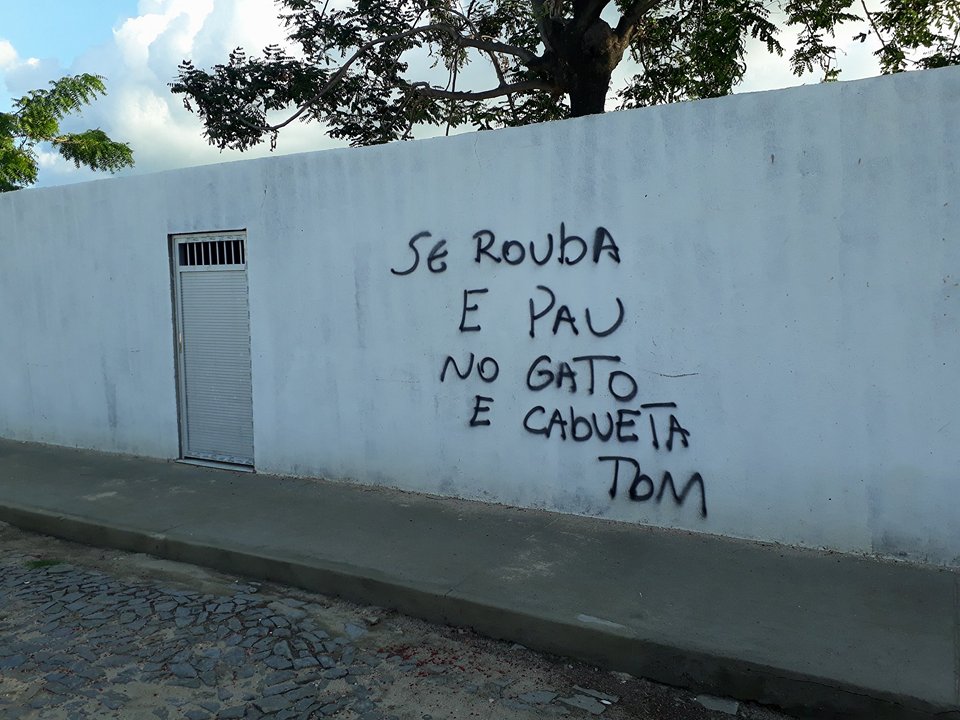 SE ROUbA
E PAU
NO GATO
E CAbUETA
TOM